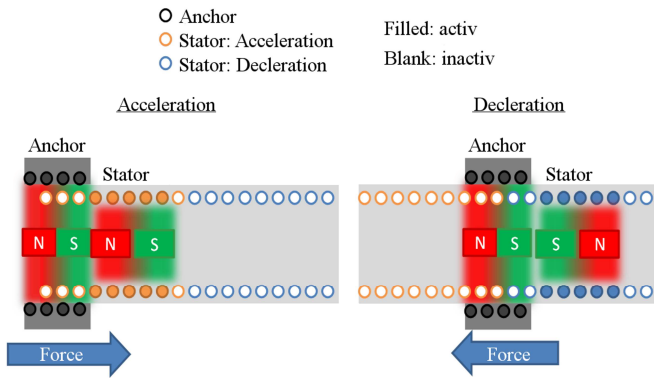 Anchor
Stator: Acceleration
Stator: Decleration
Filled: activ
Blank: inactiv
Acceleration
Decleration
Anchor
Stator
Anchor
Stator
N S N S
N S S N
Force
Force